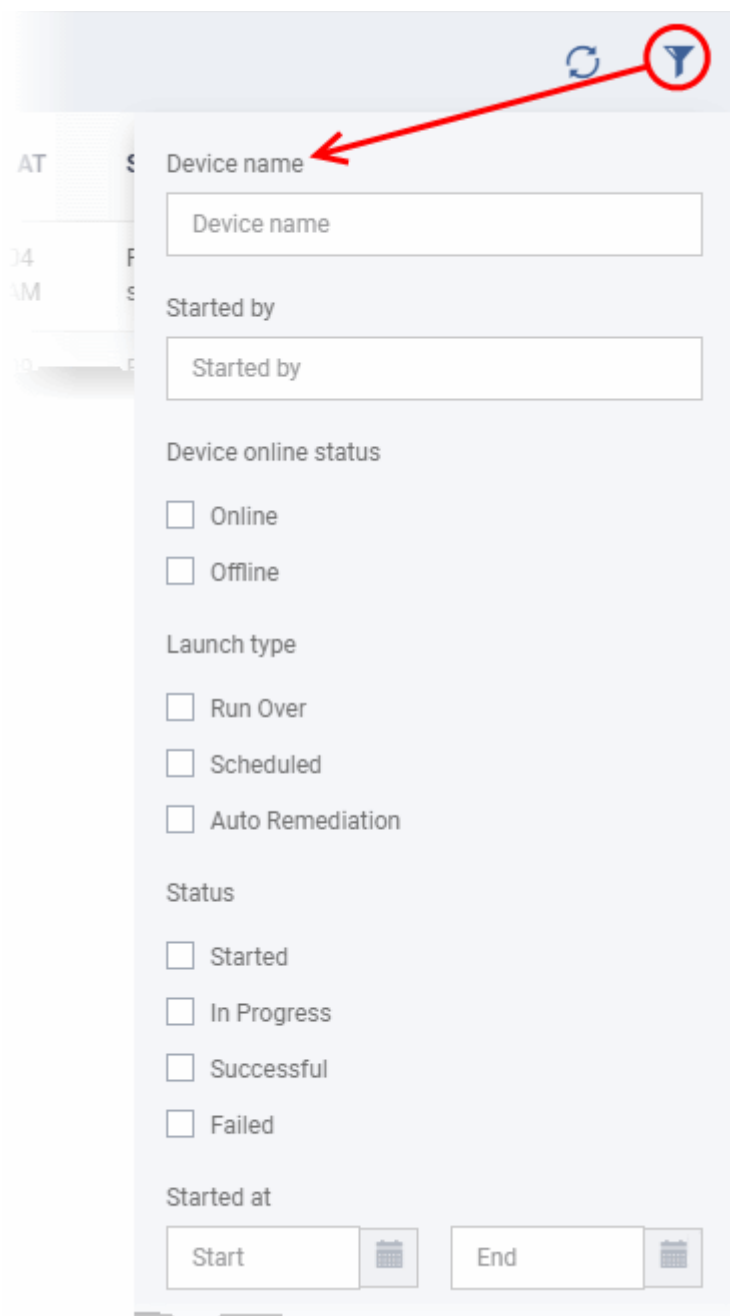 AT
Device name
Device name
Started by
Started by
Device online status
Online
Offline
Launch type
Run Over
Scheduled
Auto Remediation
Status
Started
In Progress
Successful
Failed
Started at
Start End